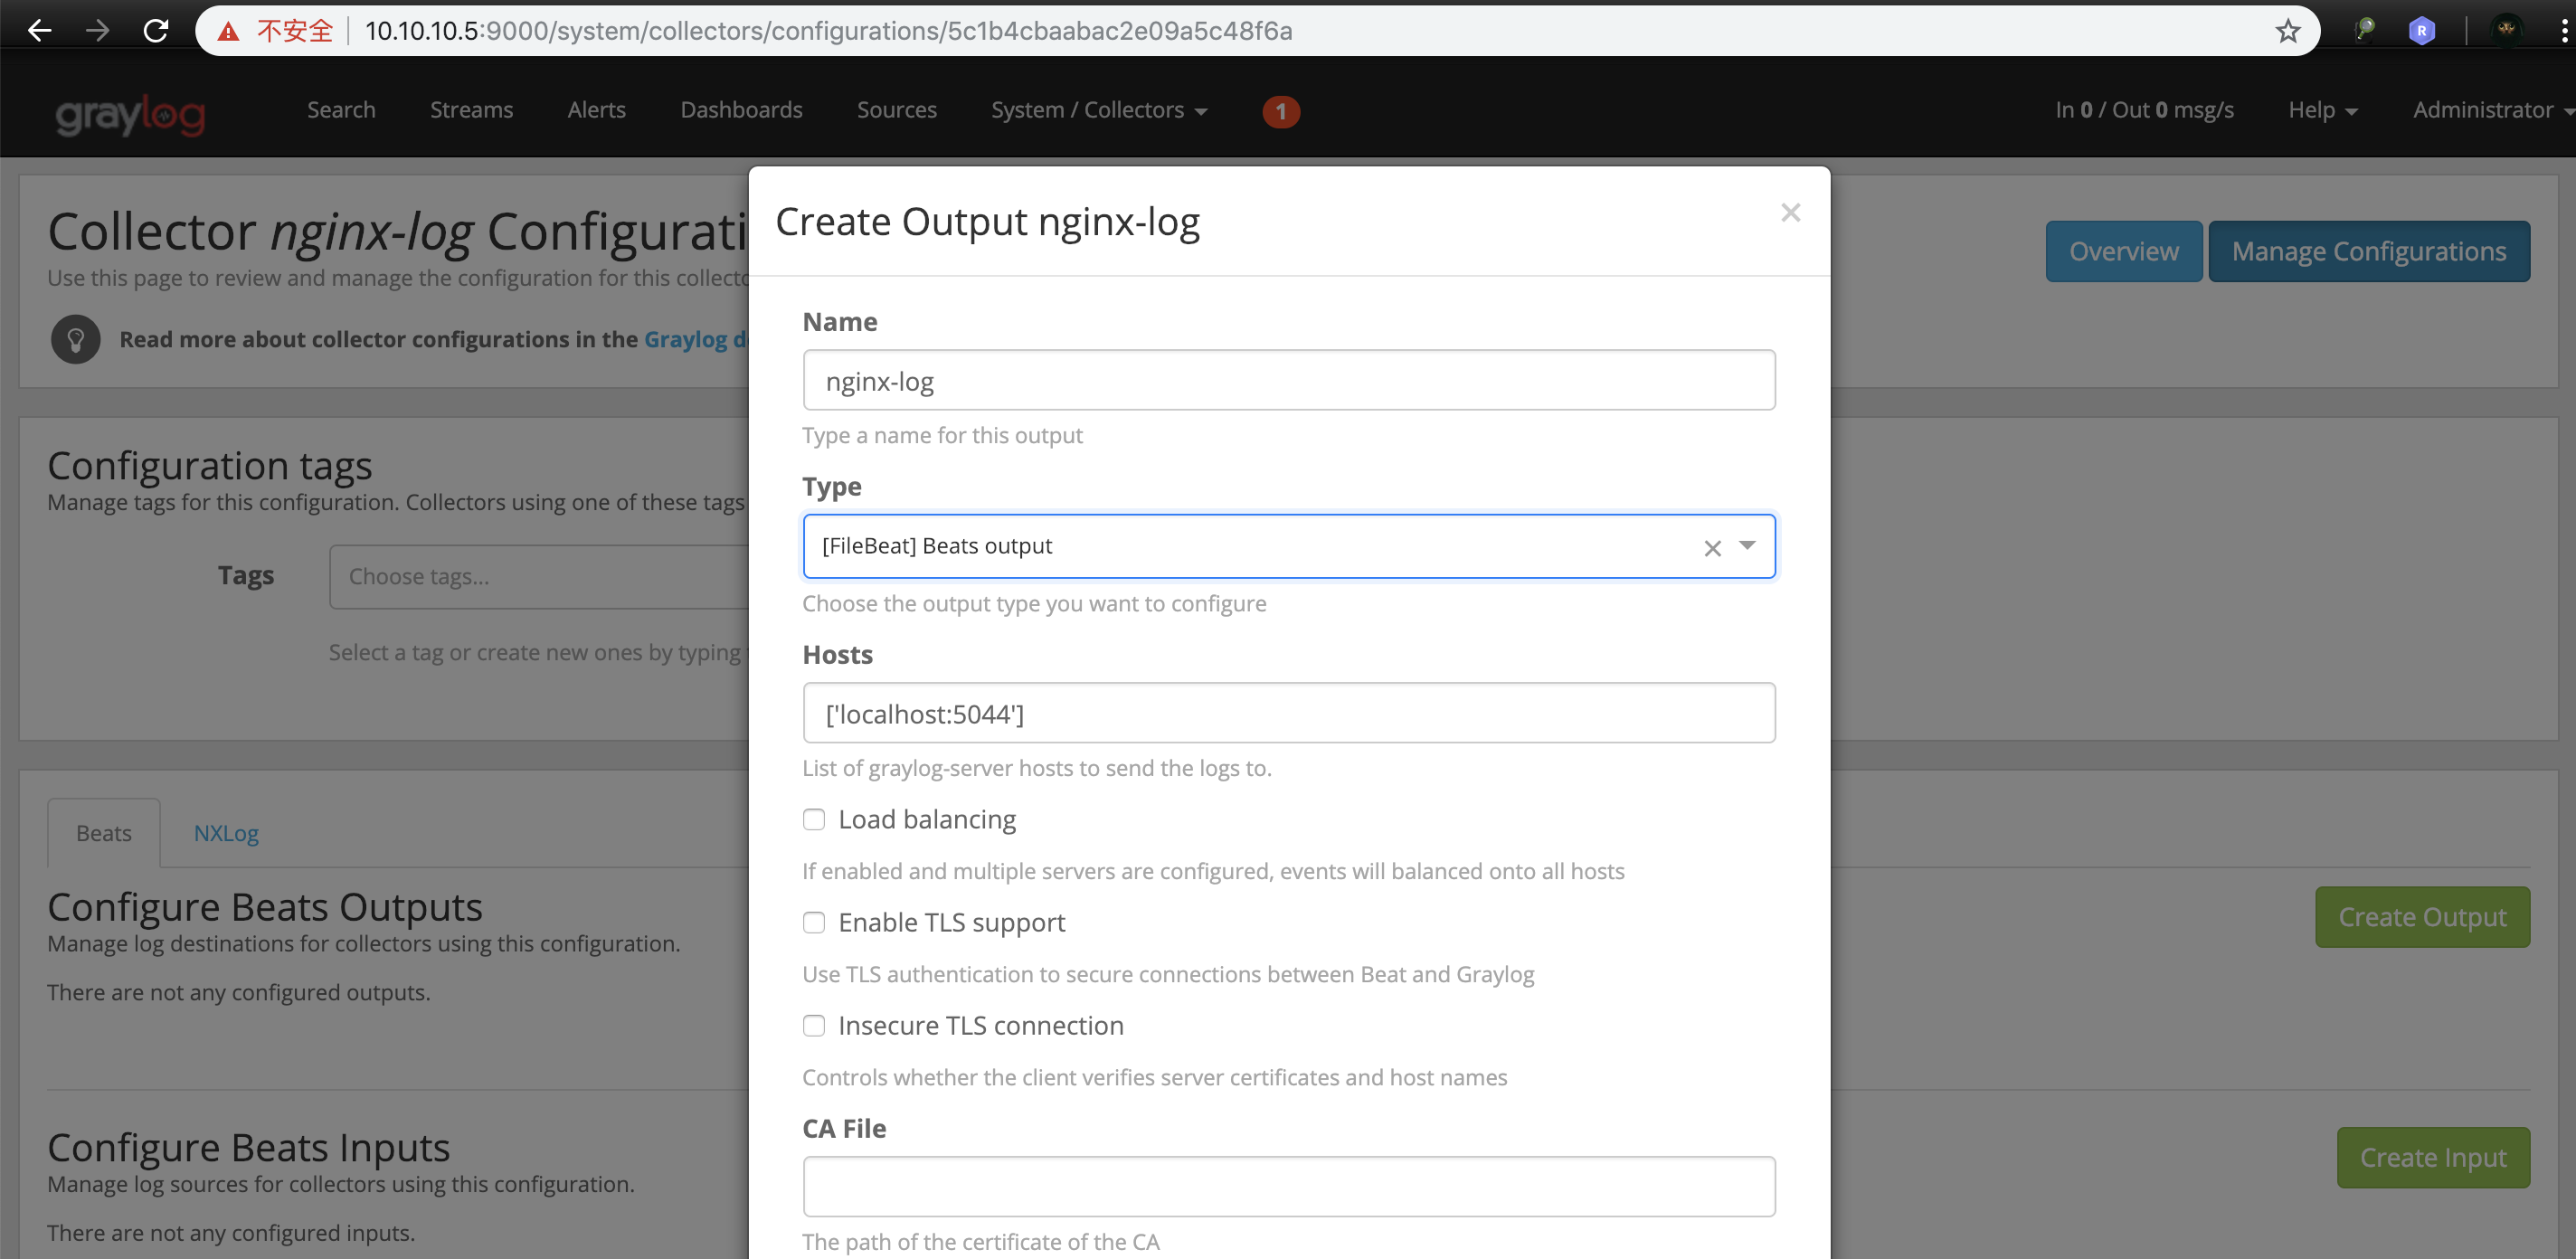 不安全 10.10.10.5:9000/system/collectors/configurations/5c1b4cbaabac2e09a5c48f6a
R
graylog Search Streams Alerts Dashboards Sources System / Collectors 1 In 0 / Out 0 msg/s Help Administrator
Collector nginx-log Configurati
Use this page to review and manage the configuration for this collecto
Read more about collector configurations in the Graylog d
Overview Manage Configurations
Configuration tags
Manage tags for this configuration. Collectors using one of these tags
Tags
Choose tags...
Select a tag or create new ones by typing
Beats NXLog
Configure Beats Outputs
Manage log destinations for collectors using this configuration.
There are not any configured outputs.
Create Output
Configure Beats Inputs
Manage log sources for collectors using this configuration.
There are not any configured inputs.
Create Input
Create Output nginx-log
Name
nginx-log
Type a name for this output
Type
[FileBeat] Beats output
Choose the output type you want to configure
Hosts
['localhost:5044']
List of graylog-server hosts to send the logs to.
Load balancing
If enabled and multiple servers are configured, events will balanced onto all hosts
Enable TLS support
Use TLS authentication to secure connections between Beat and Graylog
Insecure TLS connection
Controls whether the client verifies server certificates and host names
CA File
The path of the certificate of the CA